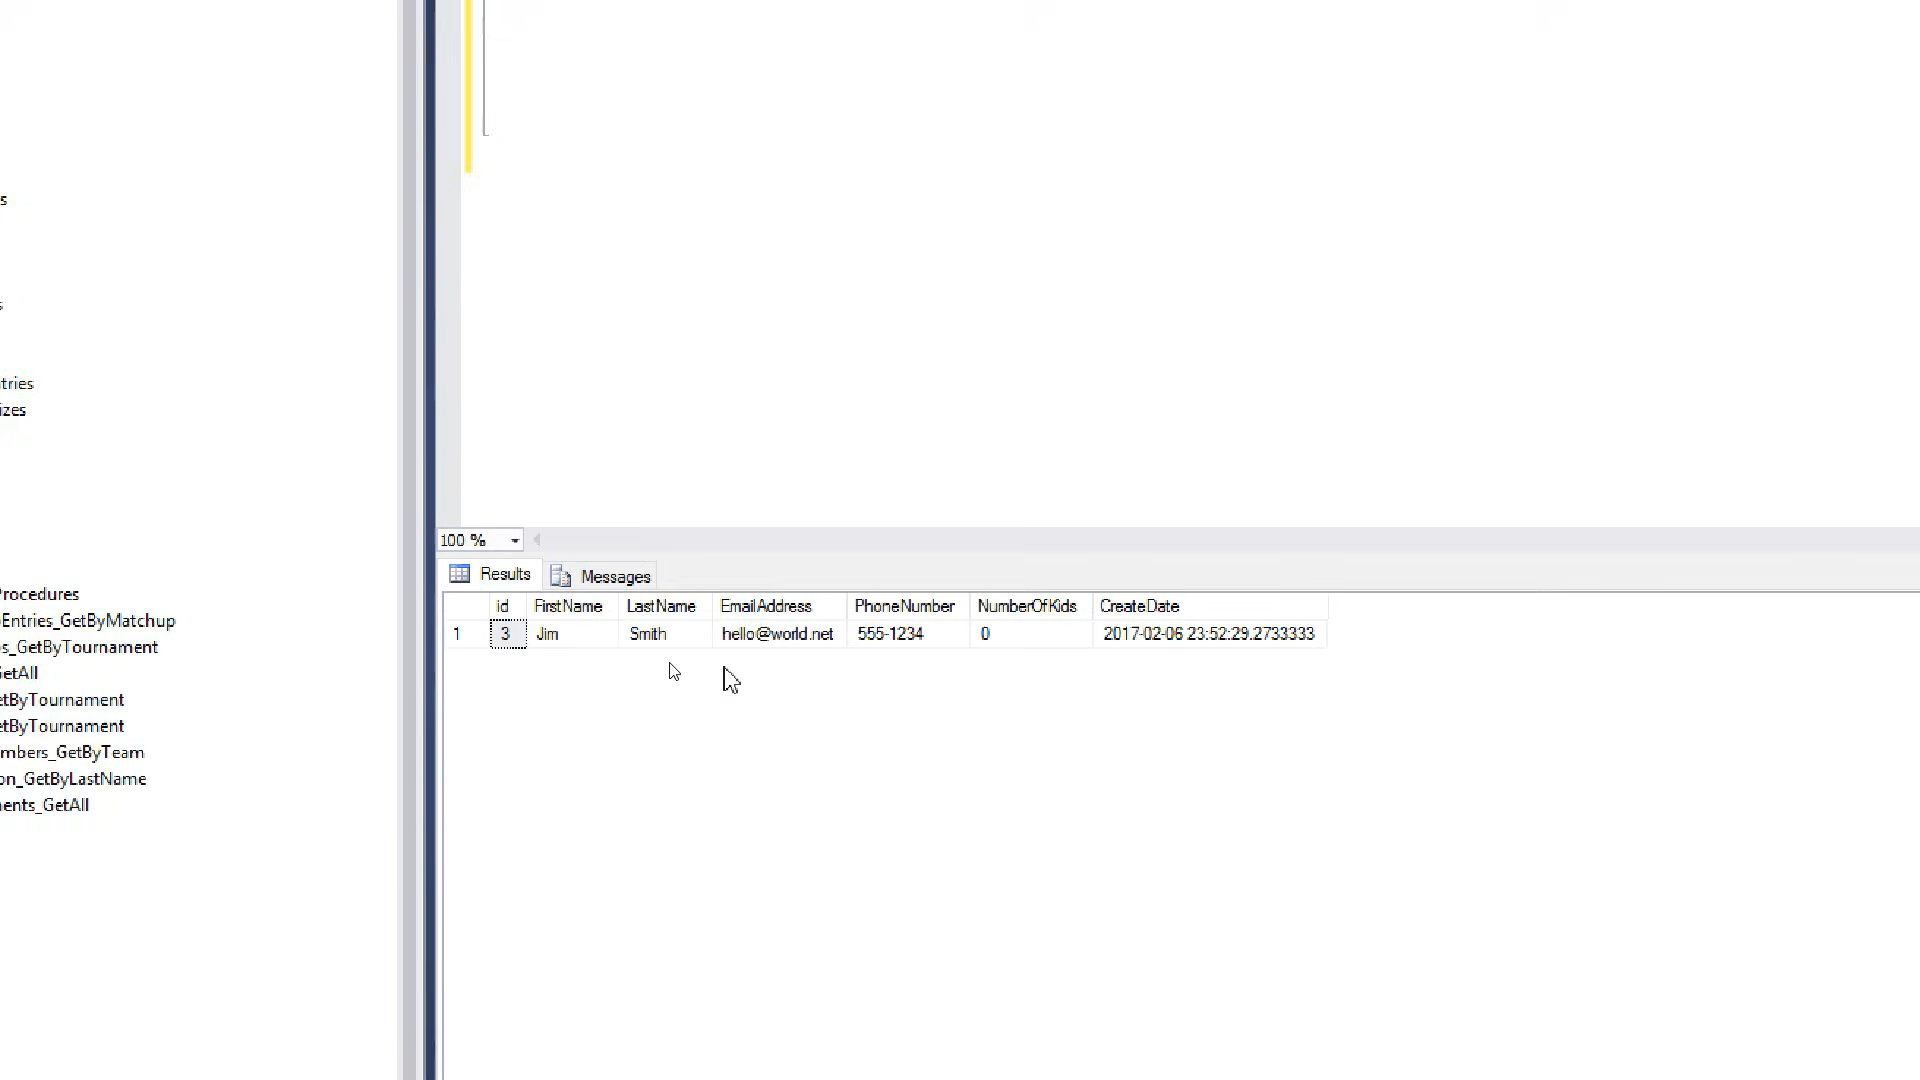 s
s
tries
izes
Procedures
Entries_GetByMatchup
s_GetByTournament
GetAll
etByTournament
etByTournament
mbers_GetByTeam
on_GetByLastName
ents_GetAll
100 %
Results Messages
id FirstName LastName EmailAddress PhoneNumber NumberOfKids CreateDate
1 3 Jim Smith hello@world.net 555-1234 0 2017-02-06 23:52:29.2733333